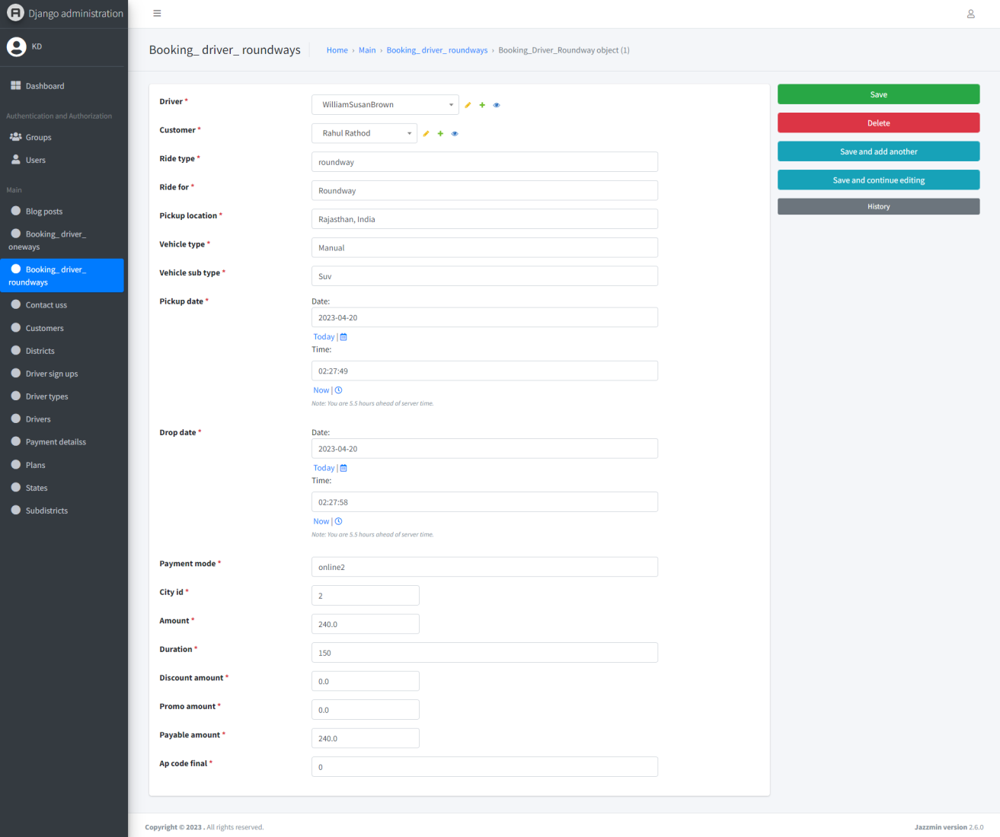 Django administration
KD
Dashboard
Authentication and Authorization
Groups
Users
Main
Blog posts
Booking_ driver_
oneways
Booking_ driver_
roundways
Contact uss
Customers
Districts
Driver sign ups
Driver types
Drivers
Payment detailss
Plans
States
Subdistricts
Booking_ driver_ roundways
Home › Main › Booking_ driver_ roundways › Booking_Driver_Roundway object (1)
Driver * WilliamSusanBrown
Customer * Rahul Rathod
Ride type * roundway
Ride for * Roundway
Pickup location * Rajasthan, India
Vehicle type * Manual
Vehicle sub type * Suv
Pickup date * Date:
2023-04-20
Today |
Time:
02:27:49
Now |
Note: You are 5.5 hours ahead of server time.
Drop date * Date:
2023-04-20
Today |
Time:
02:27:58
Now |
Note: You are 5.5 hours ahead of server time.
Payment mode * online2
City id * 2
Amount * 240.0
Duration * 150
Discount amount * 0.0
Promo amount * 0.0
Payable amount * 240.0
Ap code final * 0
Save
Delete
Save and add another
Save and continue editing
History
Copyright © 2023 . All rights reserved.
Jazzmin version 2.6.0